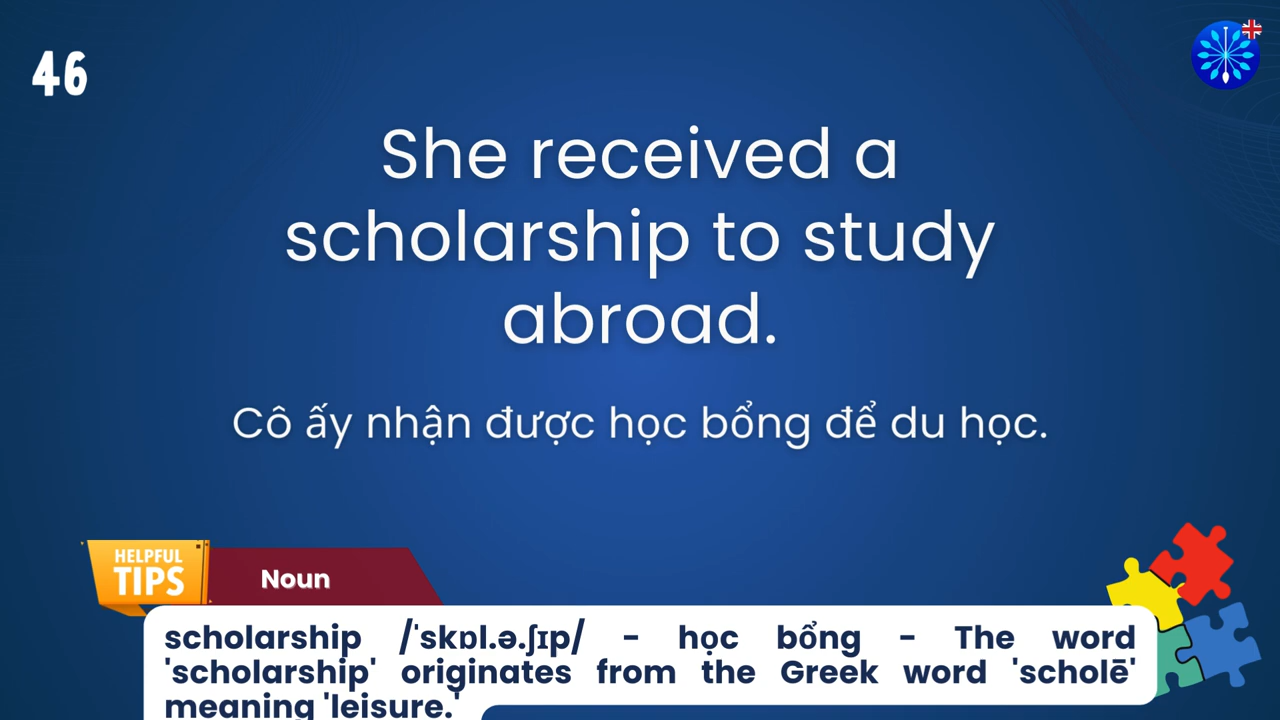 46
She received a
scholarship to study
abroad.
Cô ấy nhận được học bổng để du học.
HELPFUL
TIPS
Noun
scholarship /ˈskɒl.ə.ʃɪp/ - học bổng - The word
'scholarship' originates from the Greek word 'scholē'
meaning 'leisure.'